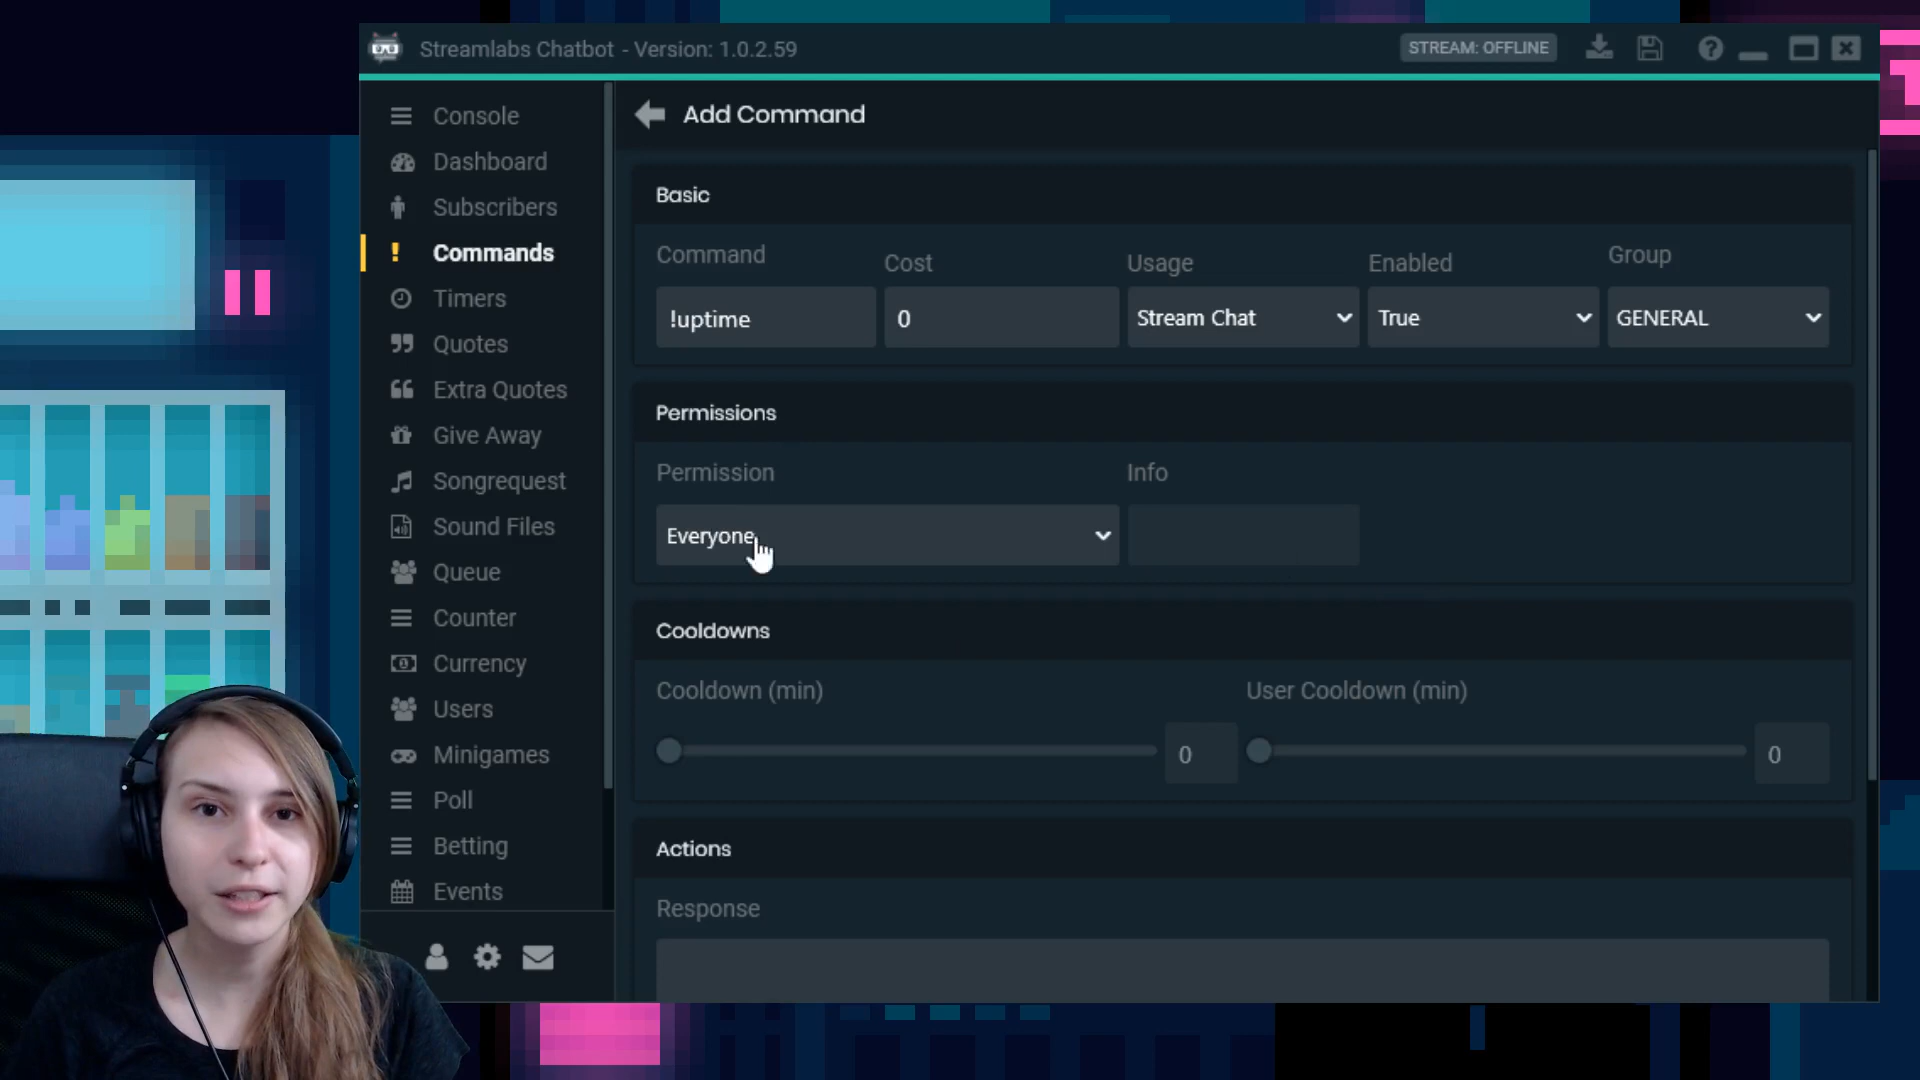 Streamlabs Chatbot - Version: 1.0.2.59
STREAM: OFFLINE
Console
Dashboard
Subscribers
Commands
Timers
Quotes
Extra Quotes
Give Away
Songrequest
Sound Files
Queue
Counter
Currency
Users
Minigames
Poll
Betting
Events
Add Command
Basic
Command
Cost
Usage
Enabled
Group
!uptime
0
Stream Chat
True
GENERAL
Permissions
Permission
Info
Everyone
Cooldowns
Cooldown (min)
User Cooldown (min)
0
0
Actions
Response